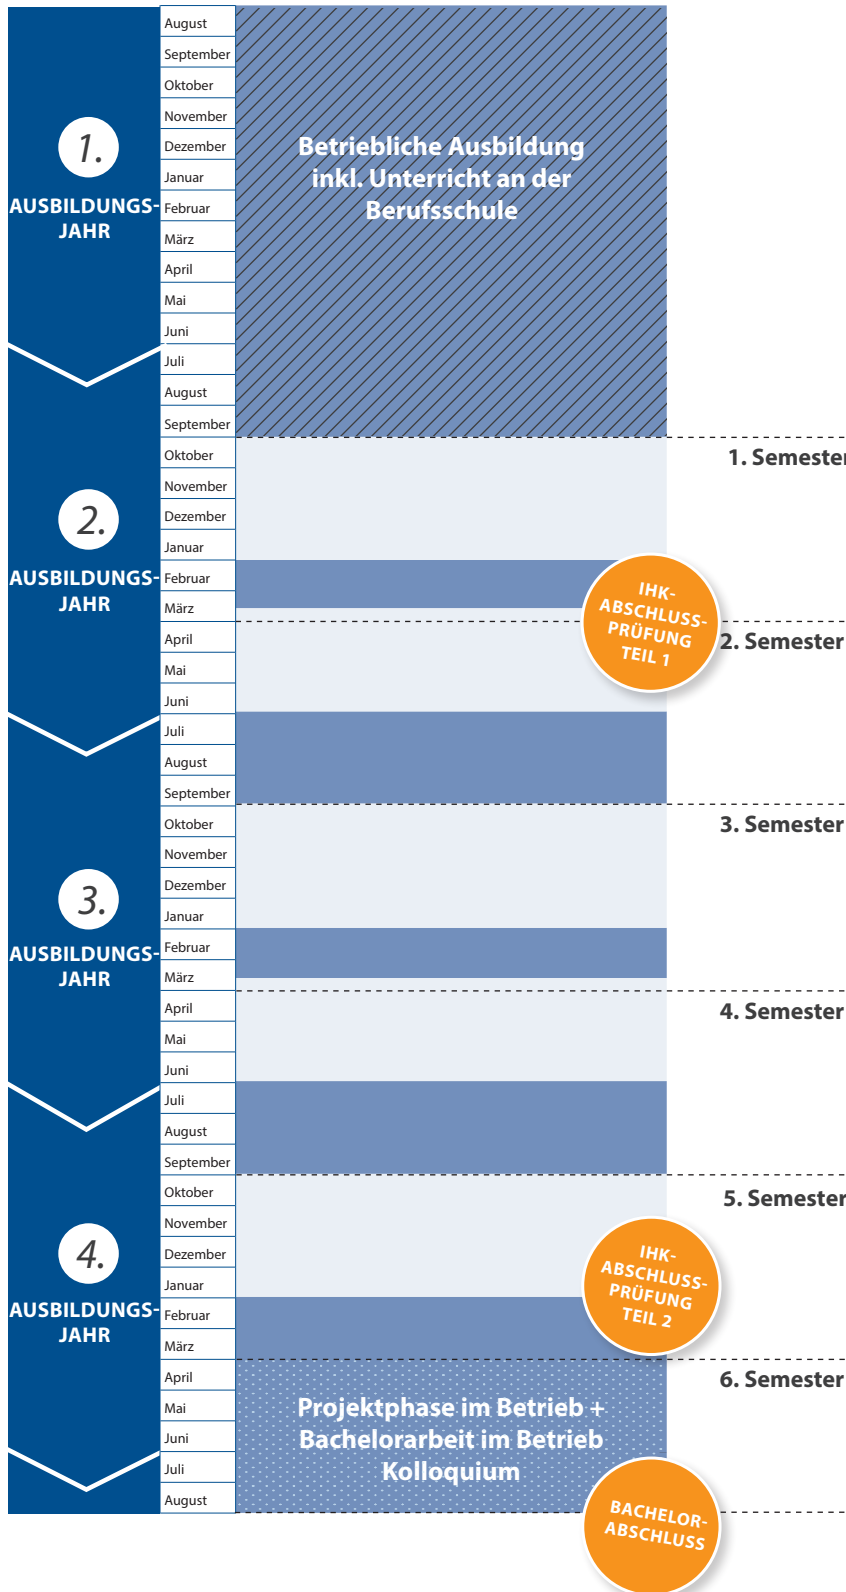 August
September
Oktober
November
Dezember
Januar
Februar
März
April
Mai
Juni
Juli
August
September
Oktober
November
Dezember
Januar
Februar
März
April
Mai
Juni
Juli
August
September
Oktober
November
Dezember
Januar
Februar
März
April
Mai
Juni
Juli
August
September
Oktober
November
Dezember
Januar
Februar
März
April
Mai
Juni
Juli
August
1.
AUSBILDUNGS-
JAHR
2.
AUSBILDUNGS-
JAHR
3.
AUSBILDUNGS-
JAHR
4.
AUSBILDUNGS-
JAHR
Betriebliche Ausbildung
inkl. Unterricht an der
Berufsschule
1. Semester
IHK-
ABSCHLUSS-
PRÜFUNG
TEIL 1
2. Semester
3. Semester
4. Semester
5. Semester
IHK-
ABSCHLUSS-
PRÜFUNG
TEIL 2
6. Semester
Projektphase im Betrieb +
Bachelorarbeit im Betrieb
Kolloquium
BACHELOR-
ABSCHLUSS